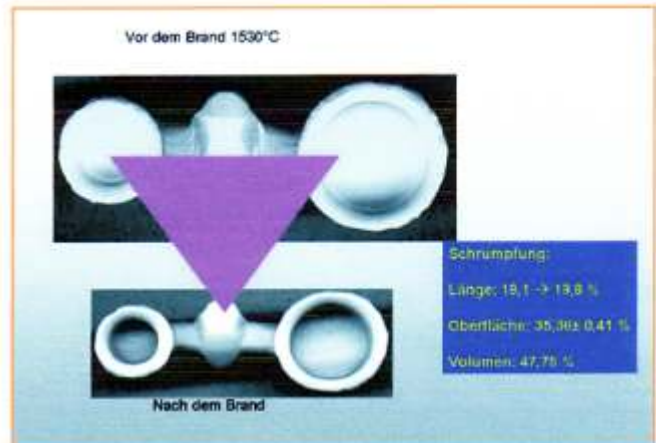 Vor dem Brand 1530°C
Schrumpfung:
Länge: 19,1 → 19,8 %
Oberfläche: 35,36± 0,41 %
Volumen: 47,75 %
Nach dem Brand